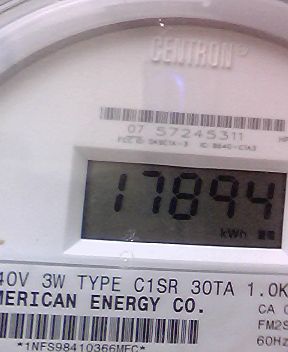 CENTRON®
07 57245311
17894
kWh
40V 3W TYPE C1SR 30TA 1.0K
MERICAN ENERGY CO.
CA
FM2S
60Hz
*1NFS98410366MFC*